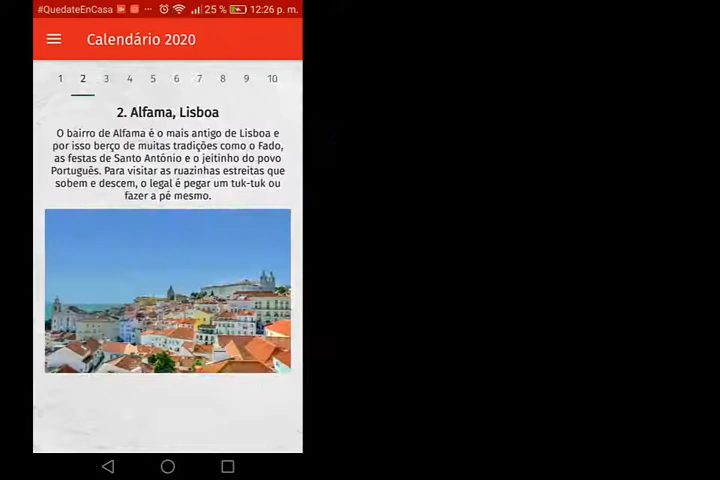 #QuedateEnCasa ... 25 % 12:26 p. m.
Calendário 2020
1 2 3 4 5 6 7 8 9 10
2. Alfama, Lisboa
O bairro de Alfama é o mais antigo de Lisboa e
por isso berço de muitas tradições como o Fado,
as festas de Santo António e o jeitinho do povo
Português. Para visitar as ruazinhas estreitas que
sobem e descem, o legal é pegar um tuk-tuk ou
fazer a pé mesmo.